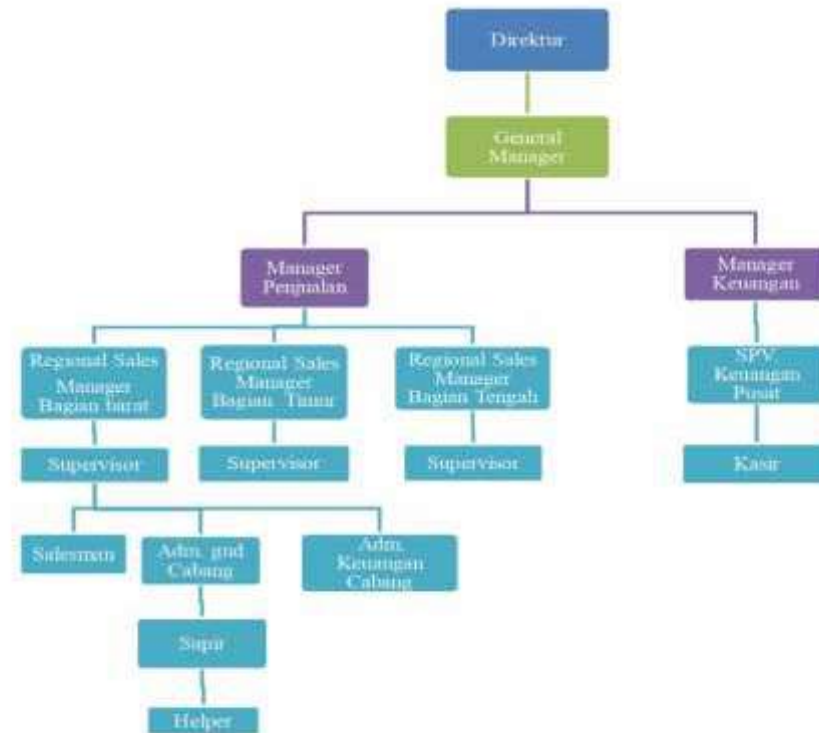 Direktur
General
Manager
Manager
Penjualan
Manager
Keuangan
Regional Sales
Manager
Bagian barat
Regional Sales
Manager
Bagian Timur
Regional Sales
Manager
Bagian Tengah
SPV.
Keuangan
Pusat
Supervisor
Supervisor
Supervisor
Kasir
Salesman
Adm. gud
Cabang
Adm.
Keuangan
Cabang
Supir
Helper